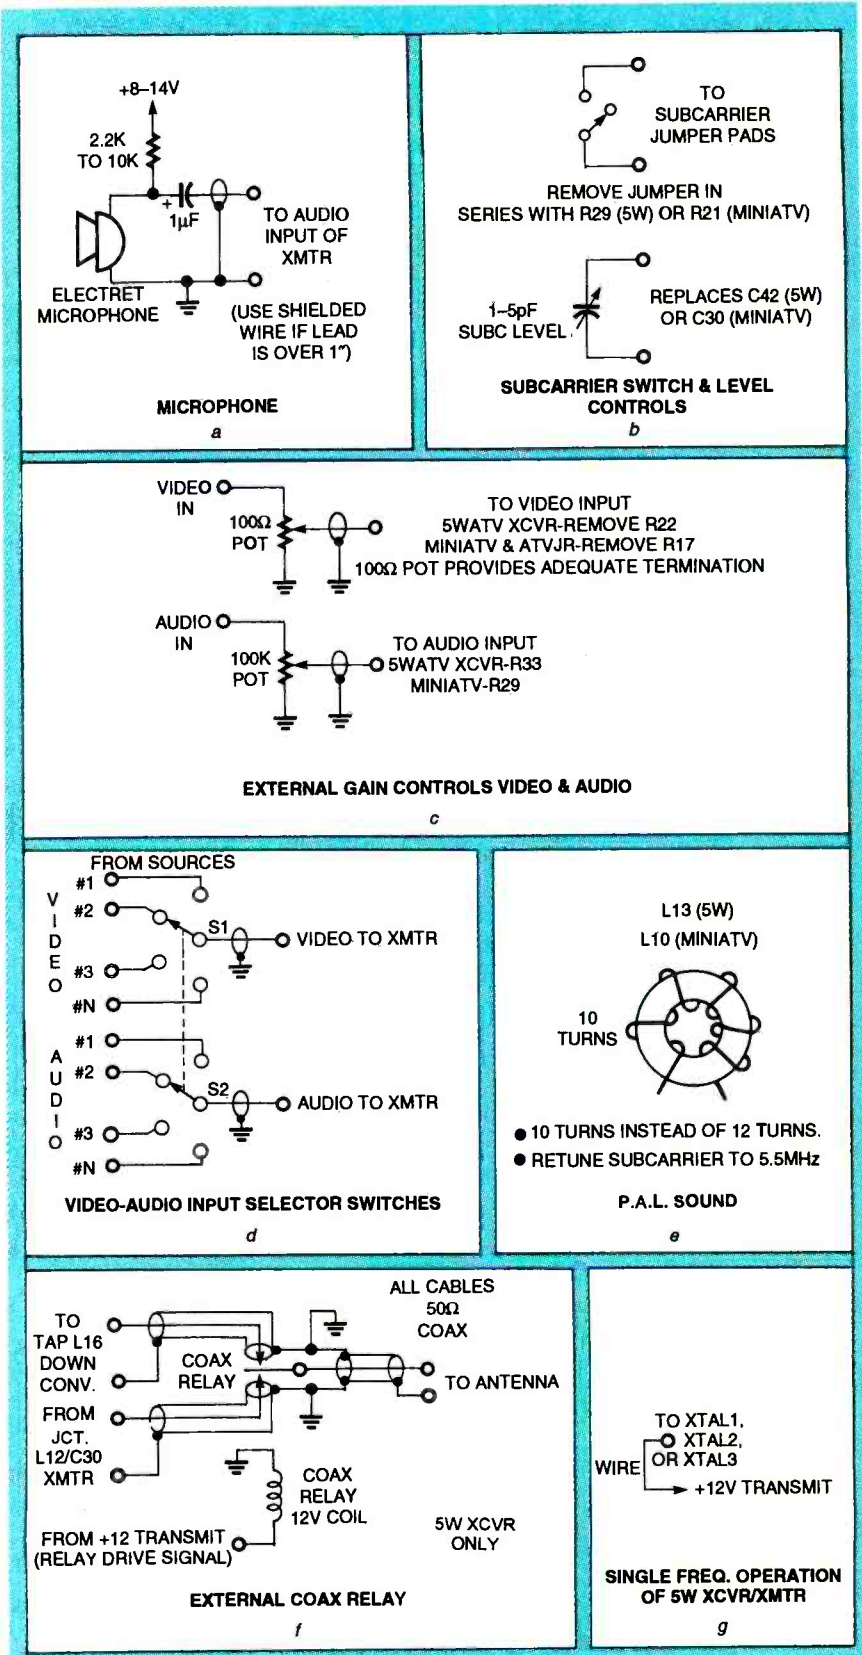 +8–14V
2.2K
TO 10K
+
1µF
TO AUDIO
INPUT OF
XMTR
ELECTRET
MICROPHONE
(USE SHIELDED
WIRE IF LEAD
IS OVER 1")
MICROPHONE
a
TO
SUBCARRIER
JUMPER PADS
REMOVE JUMPER IN
SERIES WITH R29 (5W) OR R21 (MINIATV)
1–5pF
SUBC LEVEL
REPLACES C42 (5W)
OR C30 (MINIATV)
SUBCARRIER SWITCH & LEVEL
CONTROLS
b
VIDEO
IN
100Ω
POT
TO VIDEO INPUT
5WATV XCVR-REMOVE R22
MINIATV & ATVJR-REMOVE R17
100Ω POT PROVIDES ADEQUATE TERMINATION
AUDIO
IN
100K
POT
TO AUDIO INPUT
5WATV XCVR-R33
MINIATV-R29
EXTERNAL GAIN CONTROLS VIDEO & AUDIO
c
FROM SOURCES
VIDEO
#1
#2
#3
#N
S1
VIDEO TO XMTR
AUDIO
#1
#2
#3
#N
S2
AUDIO TO XMTR
VIDEO-AUDIO INPUT SELECTOR SWITCHES
d
L13 (5W)
L10 (MINIATV)
10
TURNS
● 10 TURNS INSTEAD OF 12 TURNS.
● RETUNE SUBCARRIER TO 5.5MHz
P.A.L. SOUND
e
TO
TAP L16
DOWN
CONV.
FROM
JCT.
L12/C30
XMTR
COAX
RELAY
ALL CABLES
50Ω
COAX
TO ANTENNA
COAX
RELAY
12V COIL
FROM +12 TRANSMIT
(RELAY DRIVE SIGNAL)
5W XCVR
ONLY
EXTERNAL COAX RELAY
f
TO XTAL1,
XTAL2,
OR XTAL3
WIRE
+12V TRANSMIT
SINGLE FREQ. OPERATION
OF 5W XCVR/XMTR
g